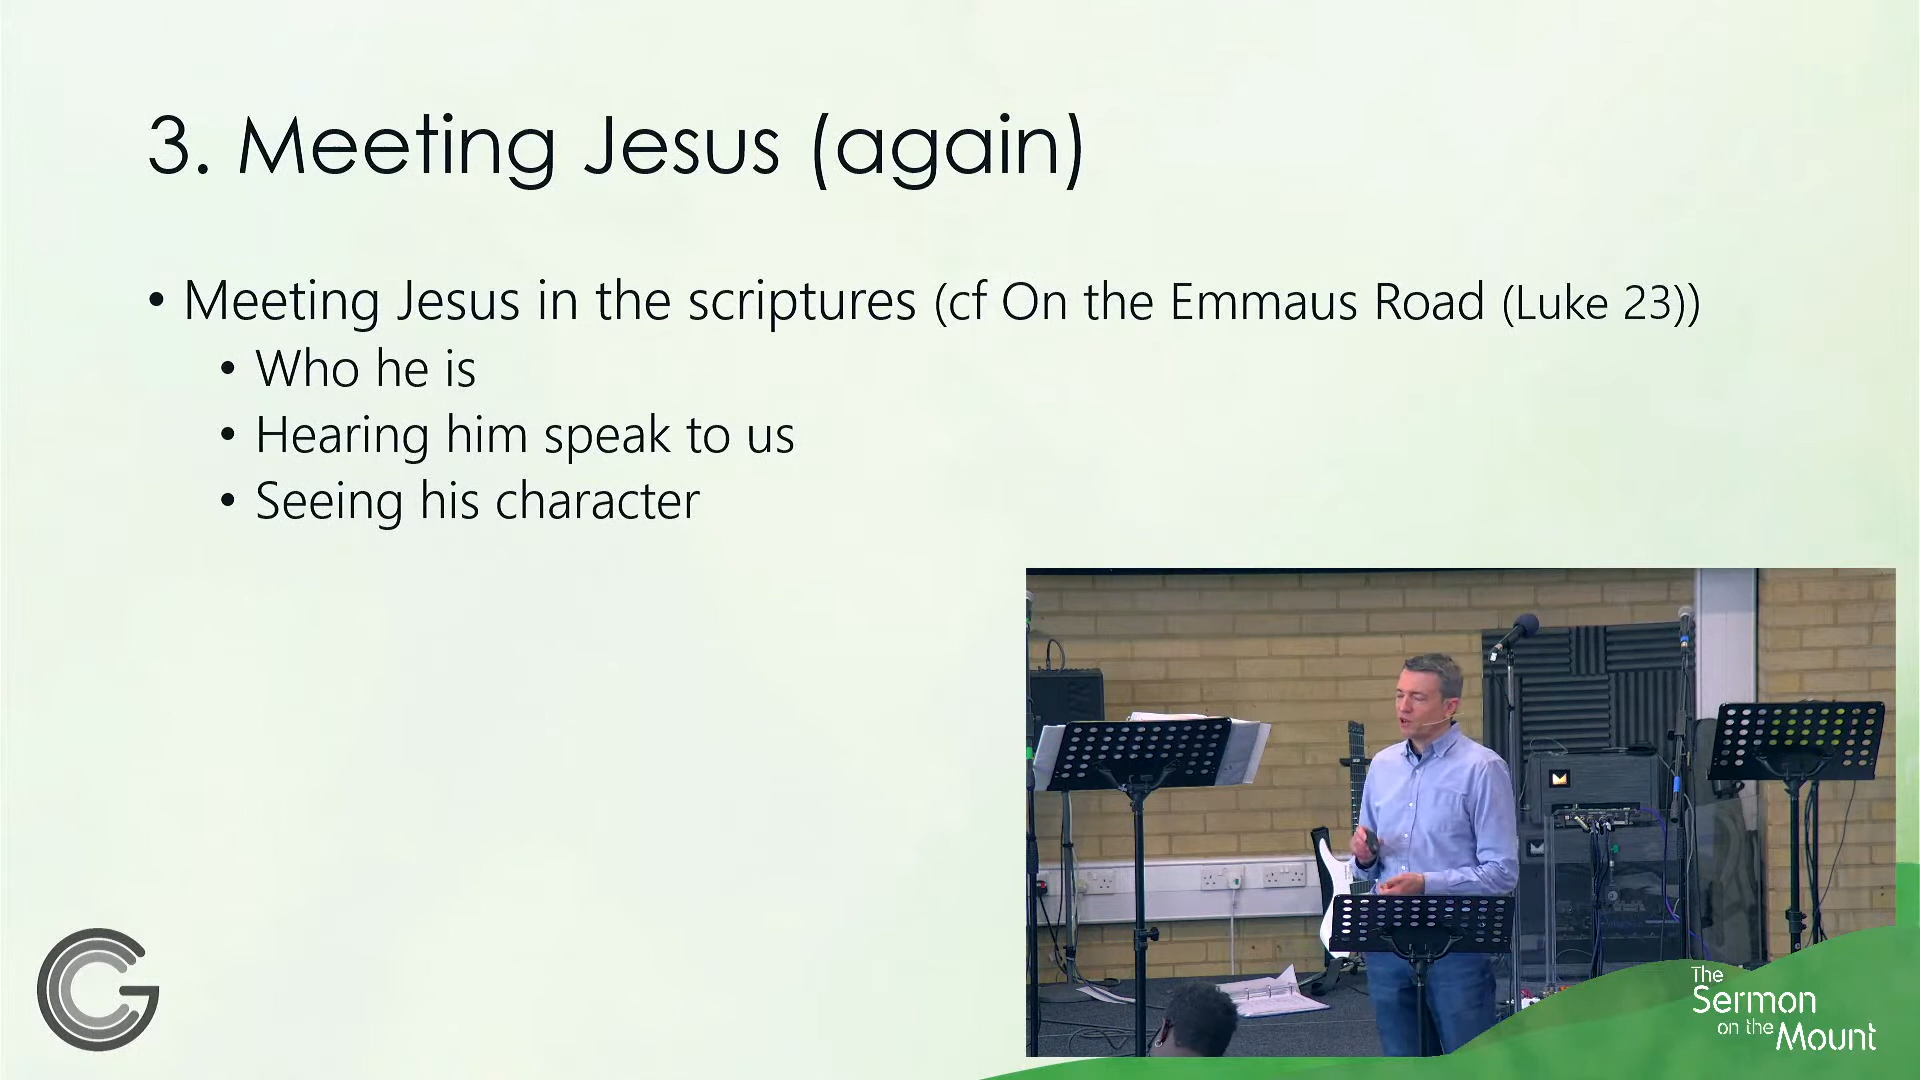 3. Meeting Jesus (again)
• Meeting Jesus in the scriptures (cf On the Emmaus Road (Luke 23))
• Who he is
• Hearing him speak to us
• Seeing his character
The
Sermon
on the Mount